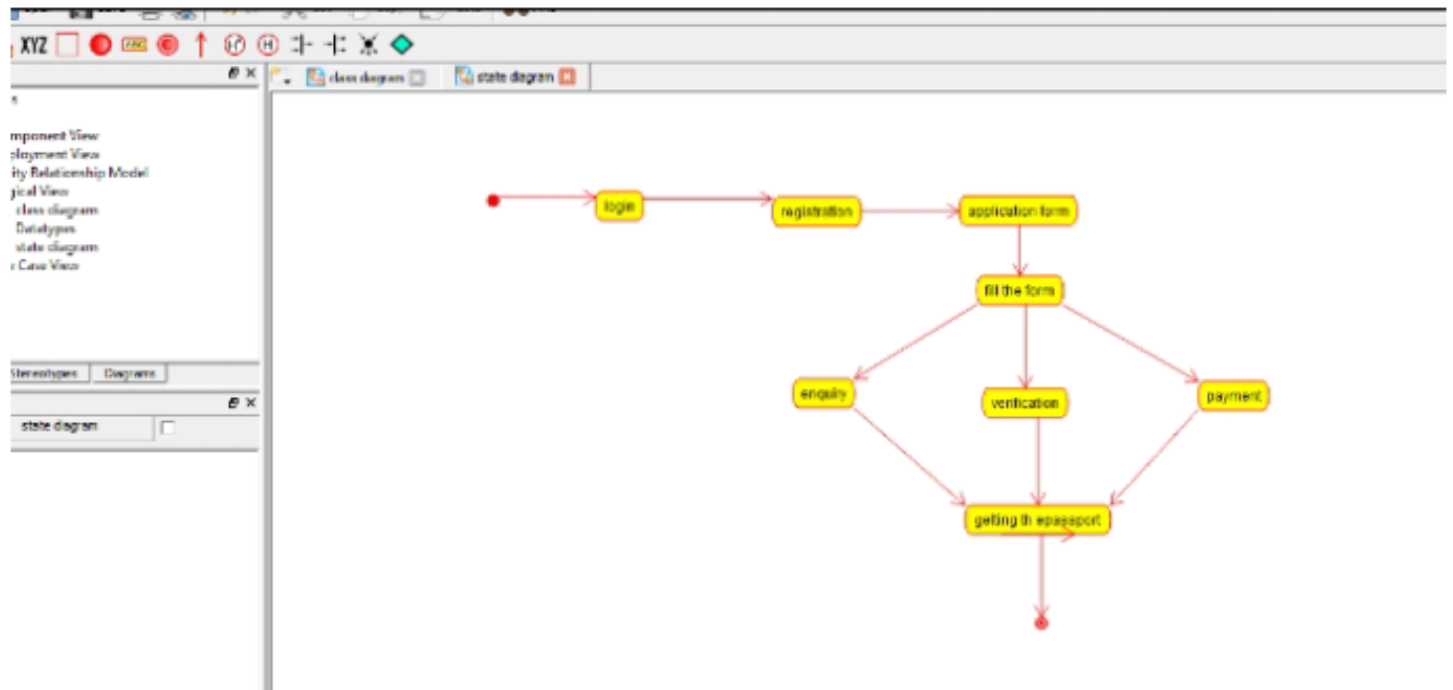 XYZ
class diagram
state diagram
mponent View
ployment View
ity Relationship Model
gical View
class diagram
Datatypes
state diagram
Case View
Stereotypes
Diagrams
state diagram
login
registration
application form
fill the form
enquiry
verification
payment
getting th epassport